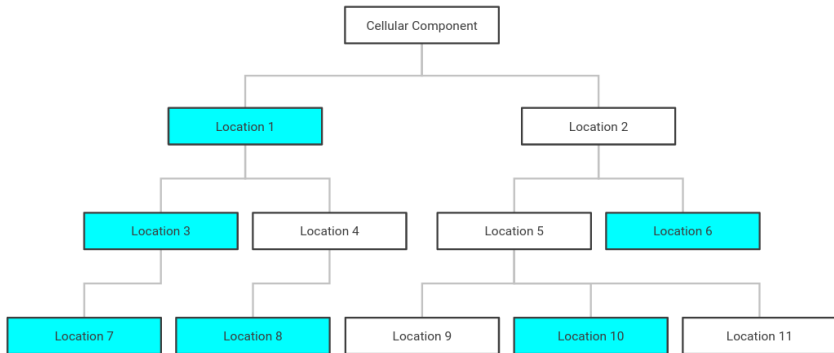 Cellular Component
Location 1
Location 2
Location 3
Location 4
Location 5
Location 6
Location 7
Location 8
Location 9
Location 10
Location 11